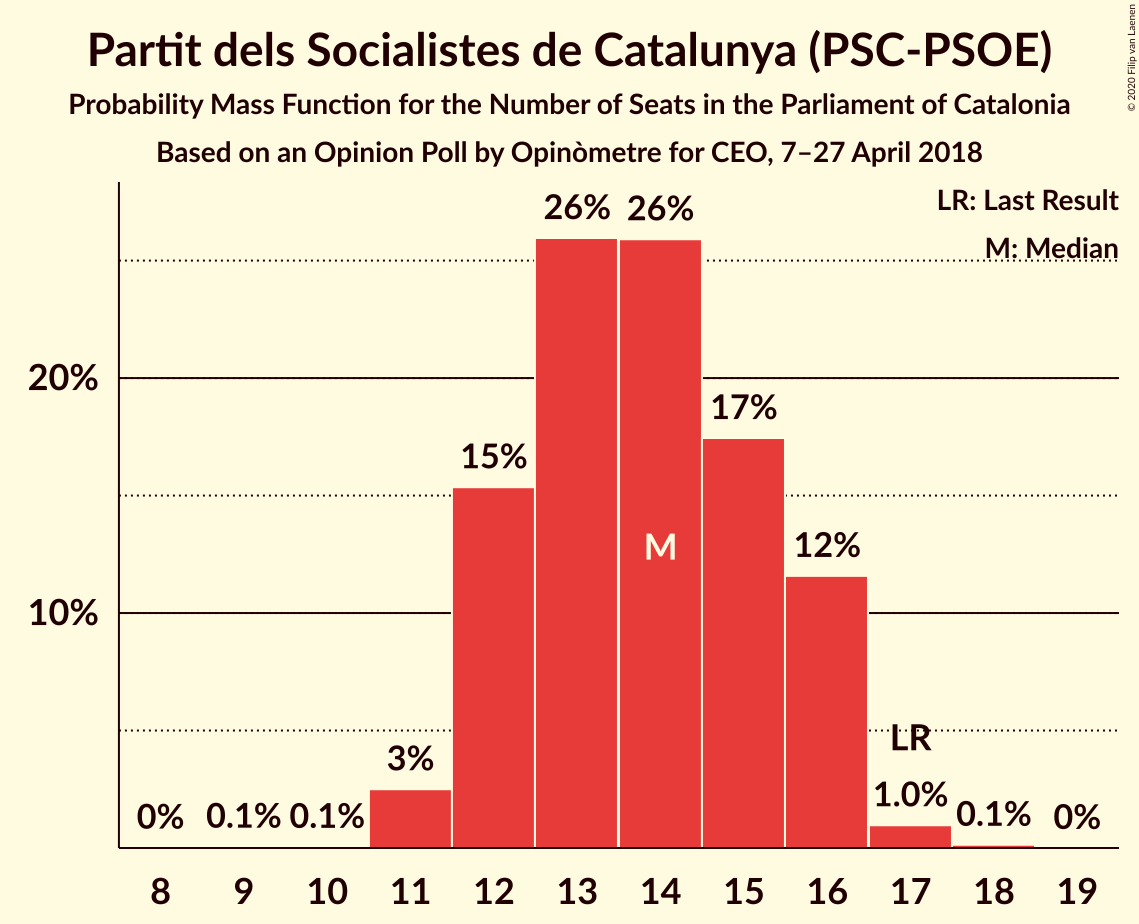 Partit dels Socialistes de Catalunya (PSC-PSOE)
Probability Mass Function for the Number of Seats in the Parliament of Catalonia
Based on an Opinion Poll by Opinòmetre for CEO, 7–27 April 2018
© 2020 Filip van Laenen
LR: Last Result
M: Median
26% 26%
20%
17%
15%
M
12%
10%
LR
3%
1.0%
0% 0.1% 0.1% 0.1% 0%
8 9 10 11 12 13 14 15 16 17 18 19